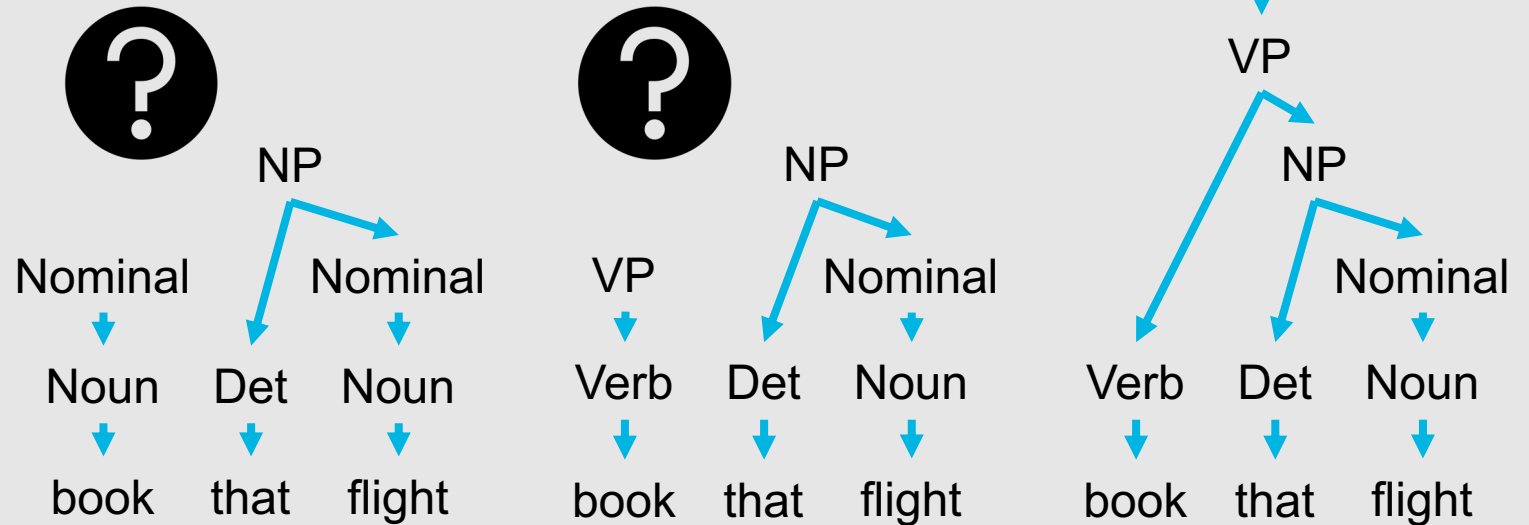 VP
NP NP NP
Nominal Nominal VP Nominal Nominal
Noun Det Noun Verb Det Noun Verb Det Noun
book that flight book that flight book that flight